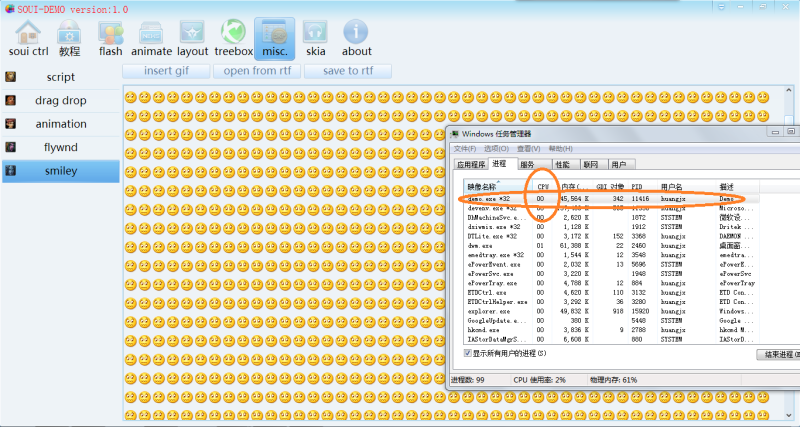 SOUI-DEMO version:1.0
soui ctrl 教程 flash animate layout treebox misc. skia about
insert gif open from rtf save to rtf
script
drag drop
animation
flywnd
smiley
Windows 任务管理器
文件(F) 选项(O) 查看(V) 帮助(H)
应用程序 进程 服务 性能 联网 用户
映像名称 CPU 内存(... GDI 对象 PID 用户名 描述
demo.exe *32 00 45,564 K 342 11416 huangjx Demo
devenv.exe *32 00 huangjx Microso...
DhMachineSvc.e... 00 2,620 K 1872 SYSTEM 微软设...
dsiwmis.exe *32 00 1,128 K 1912 SYSTEM Dritek ...
DTLite.exe *32 00 3,172 K 152 3368 huangjx DAEMON ...
dwm.exe 01 61,388 K 22 2460 huangjx 桌面窗...
emedtray.exe *32 00 1,544 K 12 3548 huangjx emedtra...
ePowerEvent.exe 00 2,032 K 13 5696 SYSTEM ePowerE...
ePowerSvc.exe 00 3,220 K 1948 SYSTEM ePowerSvc
ePowerTray.exe 00 4,788 K 12 884 huangjx ePowerTray
ETDCtrl.exe 00 4,620 K 110 3132 huangjx ETD Con...
ETDCtrlHelper.exe 00 3,292 K 36 3280 huangjx ETD Con...
explorer.exe 00 49,832 K 918 15920 huangjx Windows...
GoogleUpdate.e... 00 380 K 5448 SYSTEM Google ...
hkcmd.exe 00 3,836 K 9 2788 huangjx hkcmd M...
IAStorDataMgrS... 00 6,608 K 880 SYSTEM IAStorD...
显示所有用户的进程(S) 结束进程(E)
进程数: 99 CPU 使用率: 2% 物理内存: 61%